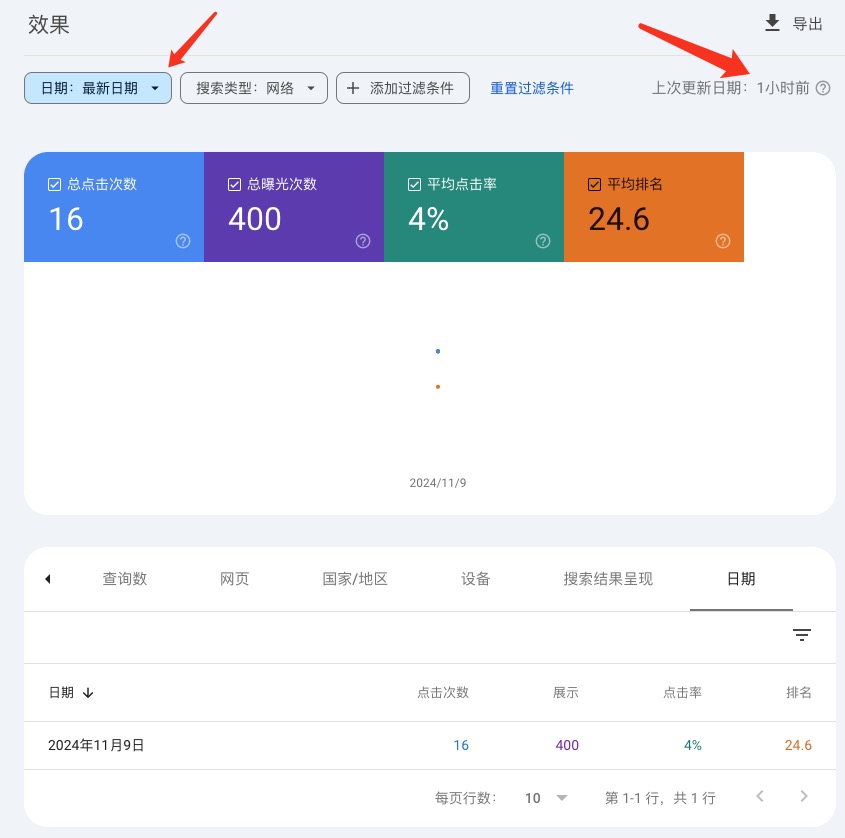 效果
导出
日期：最新日期 搜索类型：网络 添加过滤条件 重置过滤条件 上次更新日期：1小时前
总点击次数 总曝光次数 平均点击率 平均排名
16 400 4% 24.6
2024/11/9
查询数 网页 国家/地区 设备 搜索结果呈现 日期
日期 点击次数 展示 点击率 排名
2024年11月9日 16 400 4% 24.6
每页行数： 10 第 1-1 行，共 1 行